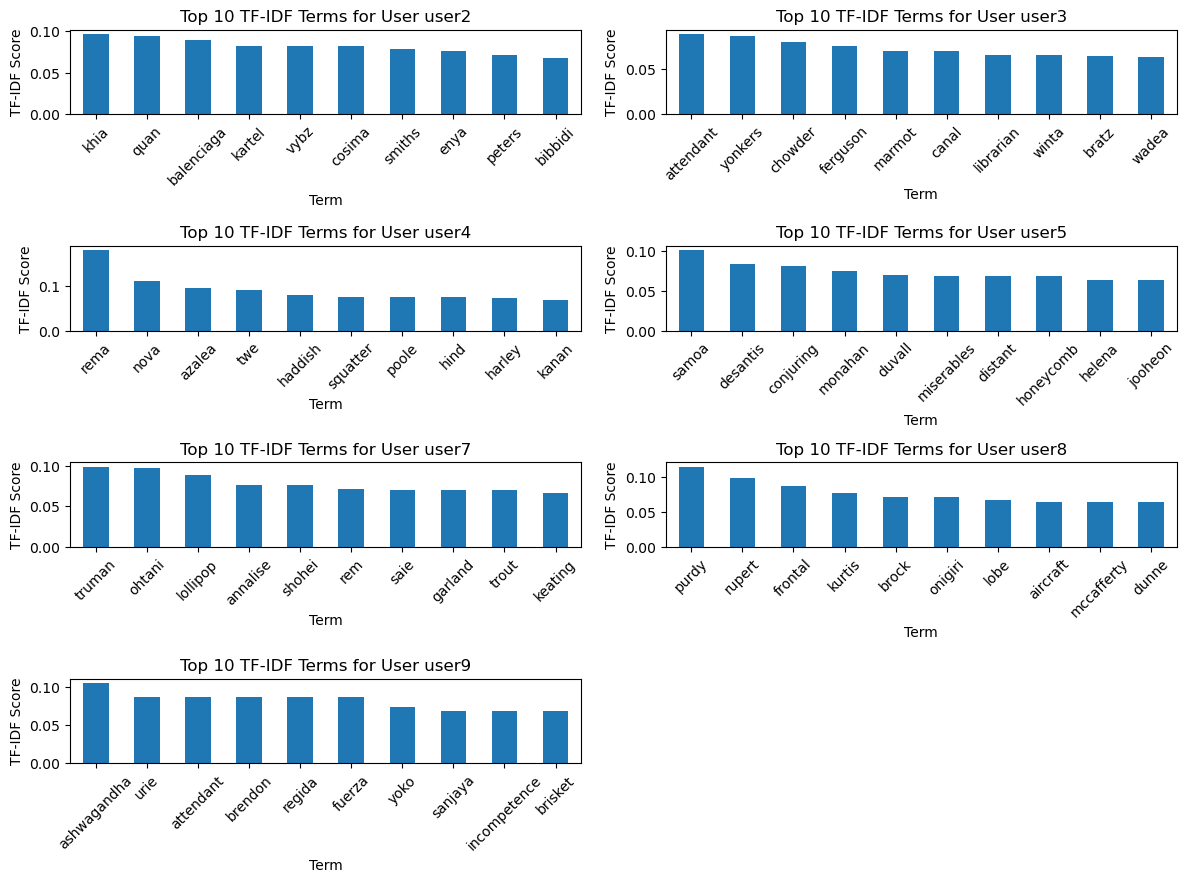 Top 10 TF-IDF Terms for User user2
TF-IDF Score
0.10
0.05
0.00
khia quan balenciaga kartel vybz cosima smiths enya peters bibbidi
Term
Top 10 TF-IDF Terms for User user3
TF-IDF Score
0.05
0.00
attendant yonkers chowder ferguson marmot canal librarian winta bratz wadea
Term
Top 10 TF-IDF Terms for User user4
TF-IDF Score
0.1
0.0
rema nova azalea twe haddish squatter poole hind harley kanan
Term
Top 10 TF-IDF Terms for User user5
TF-IDF Score
0.10
0.05
0.00
samoa desantis conjuring monahan duvall miserables distant honeycomb helena jooheon
Term
Top 10 TF-IDF Terms for User user7
TF-IDF Score
0.10
0.05
0.00
truman ohtani lollipop annalise shohei rem saie garland trout keating
Term
Top 10 TF-IDF Terms for User user8
TF-IDF Score
0.10
0.05
0.00
purdy rupert frontal kurtis brock onigiri lobe aircraft mccafferty dunne
Term
Top 10 TF-IDF Terms for User user9
TF-IDF Score
0.10
0.05
0.00
ashwagandha urie attendant brendon regida fuerza yoko sanjaya incompetence brisket
Term